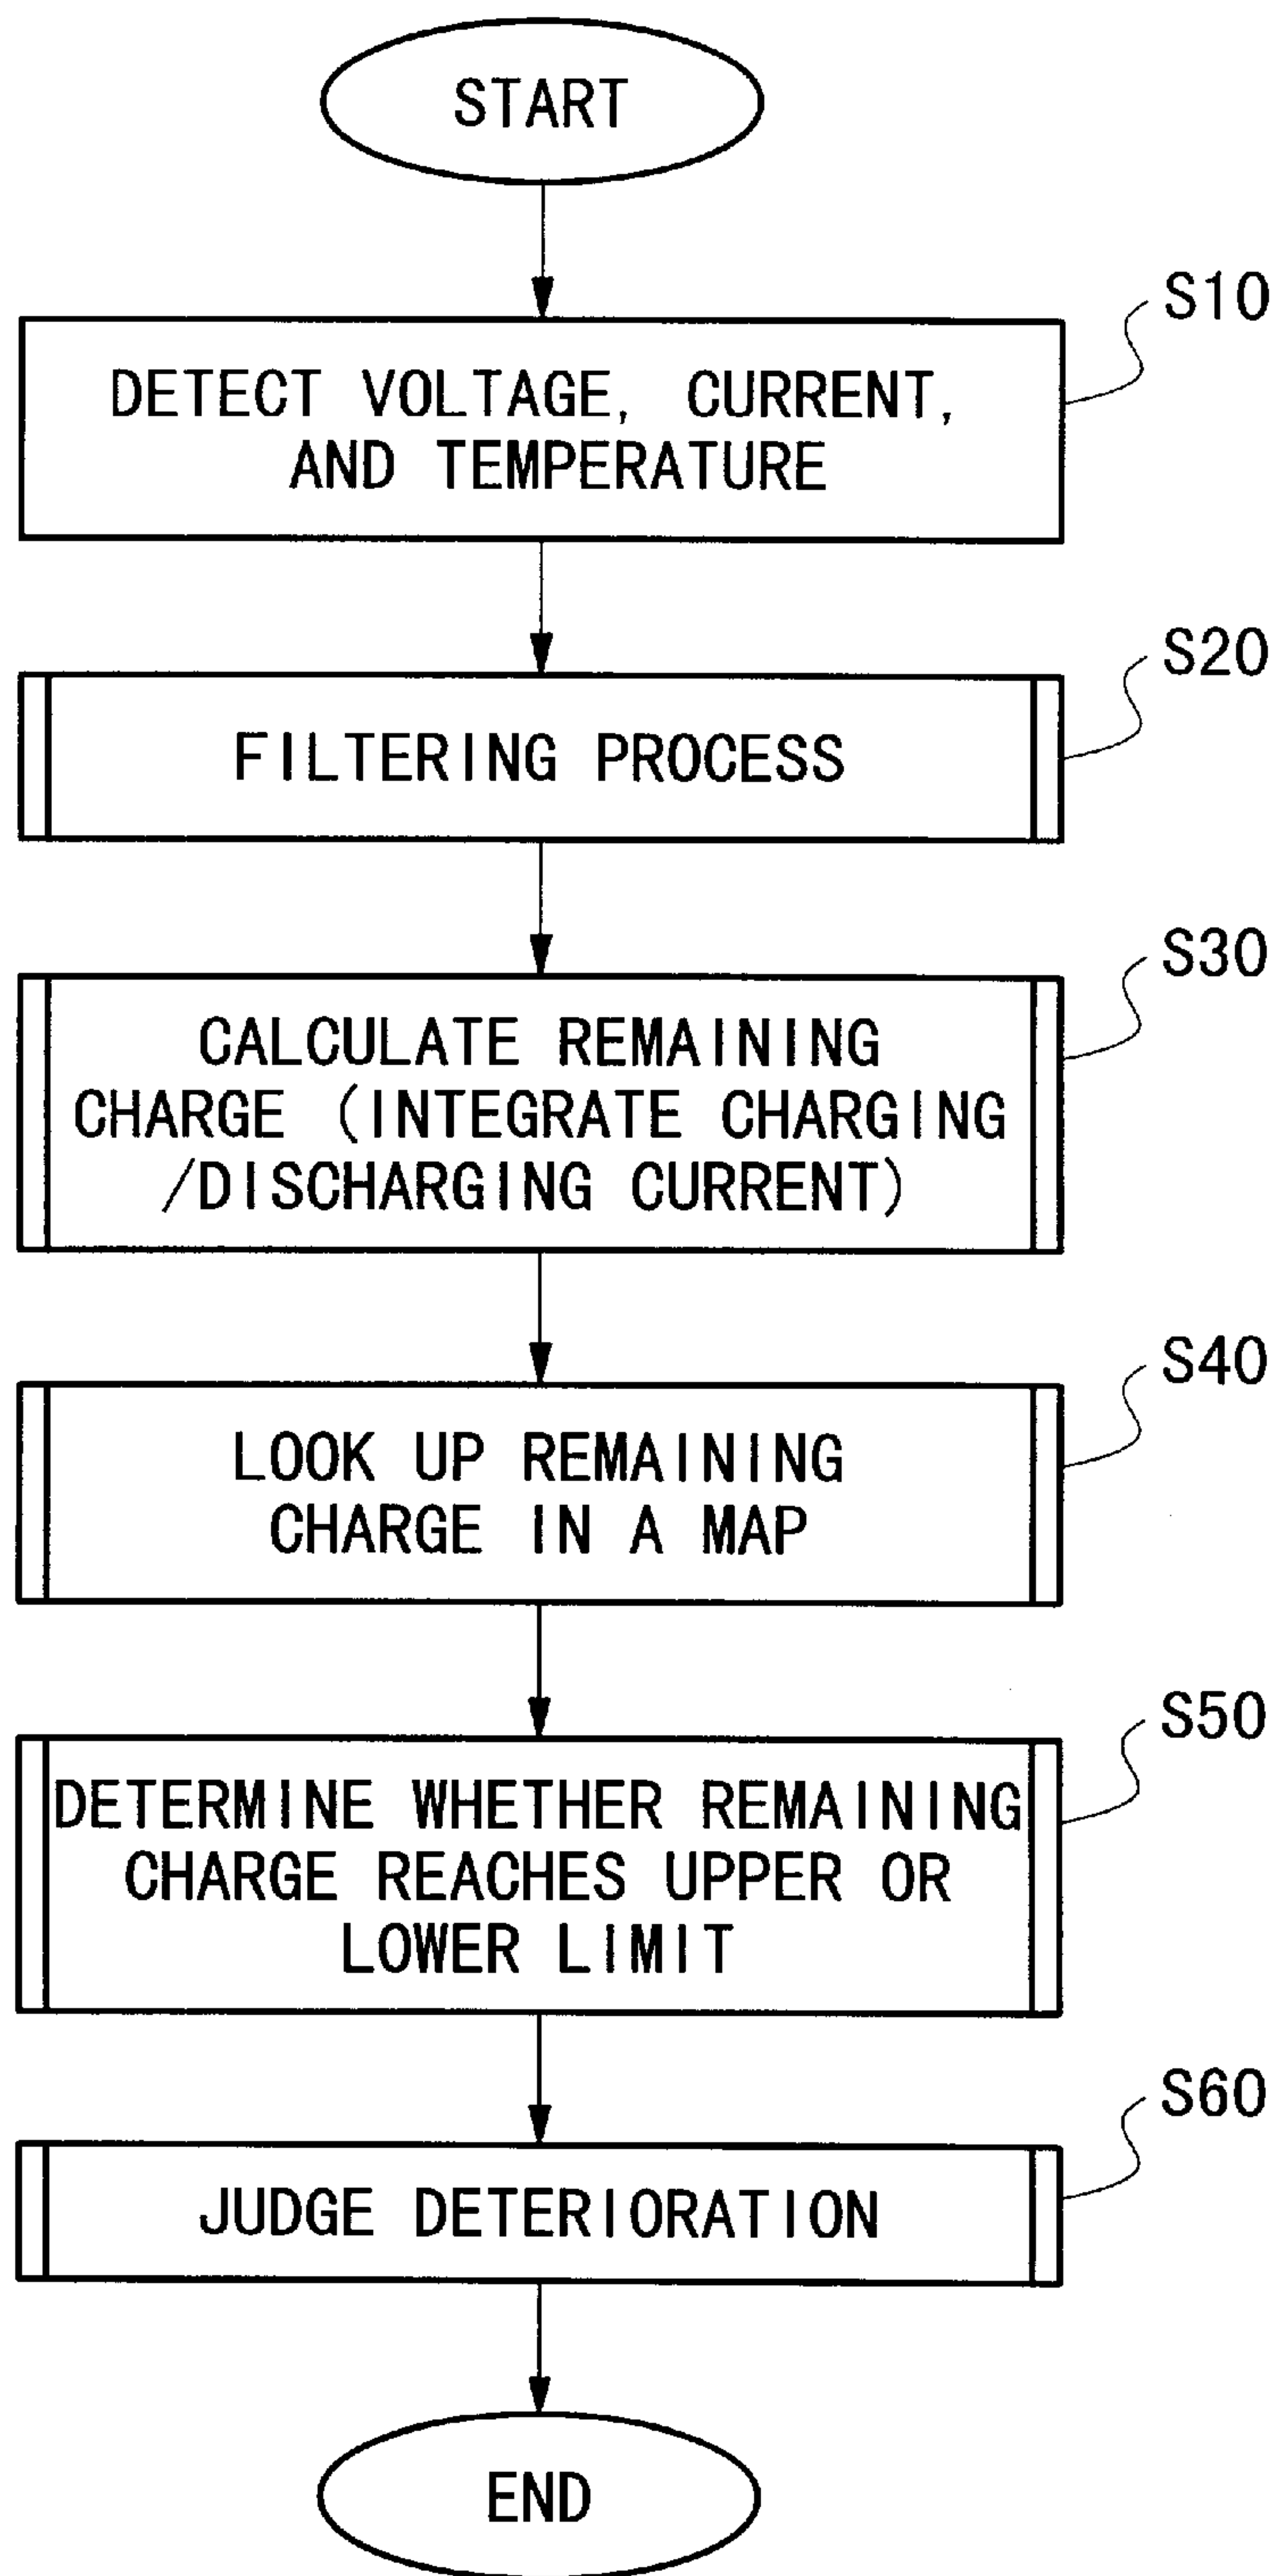 START
S10
DETECT VOLTAGE, CURRENT,
AND TEMPERATURE
S20
FILTERING PROCESS
S30
CALCULATE REMAINING
CHARGE (INTEGRATE CHARGING
/DISCHARGING CURRENT)
S40
LOOK UP REMAINING
CHARGE IN A MAP
S50
DETERMINE WHETHER REMAINING
CHARGE REACHES UPPER OR
LOWER LIMIT
S60
JUDGE DETERIORATION
END